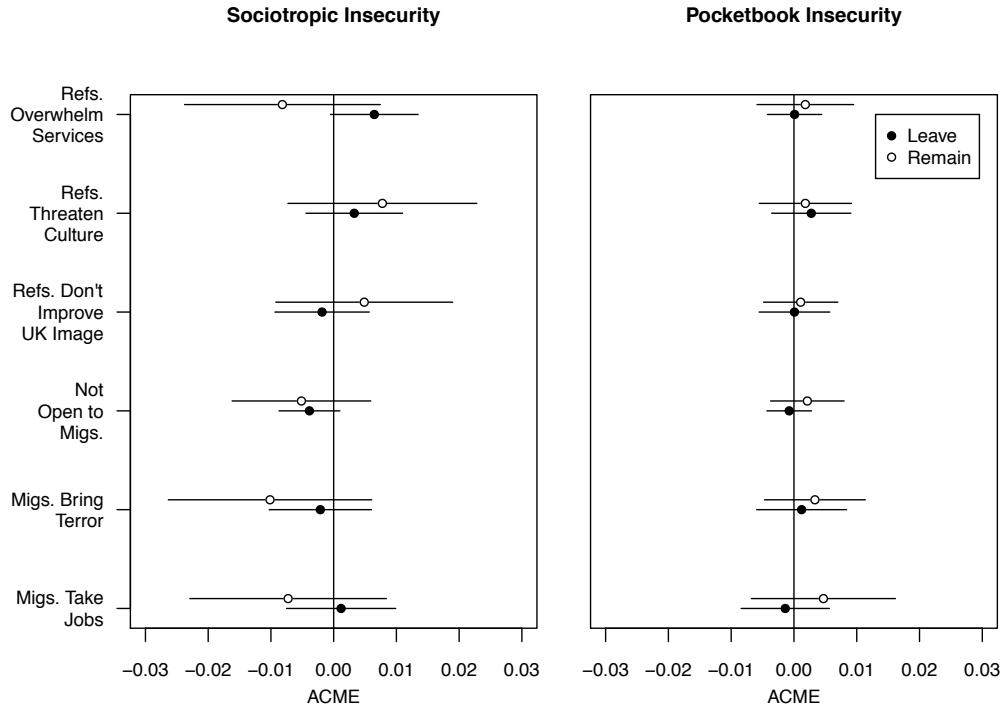 Sociotropic Insecurity
Pocketbook Insecurity
Refs.
Overwhelm
Services
Refs.
Threaten
Culture
Refs. Don't
Improve
UK Image
Not
Open to
Migs.
Migs. Bring
Terror
Migs. Take
Jobs
Leave
Remain
−0.03 −0.02 −0.01 0.00 0.01 0.02 0.03
−0.03 −0.02 −0.01 0.00 0.01 0.02 0.03
ACME
ACME